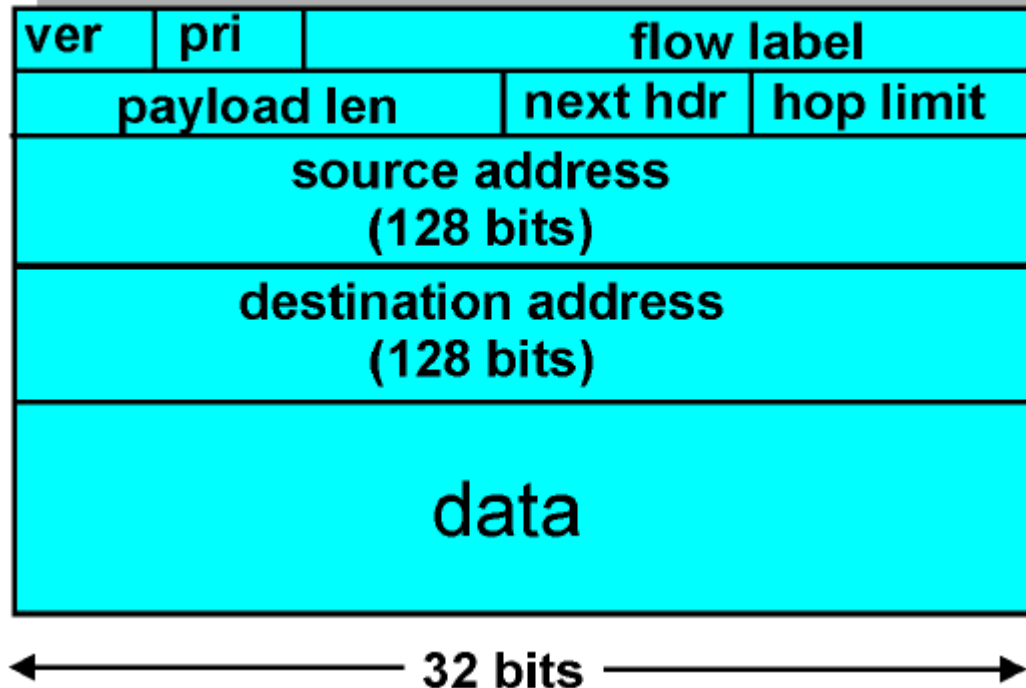 ver pri flow label
payload len next hdr hop limit
source address
(128 bits)
destination address
(128 bits)
data
32 bits